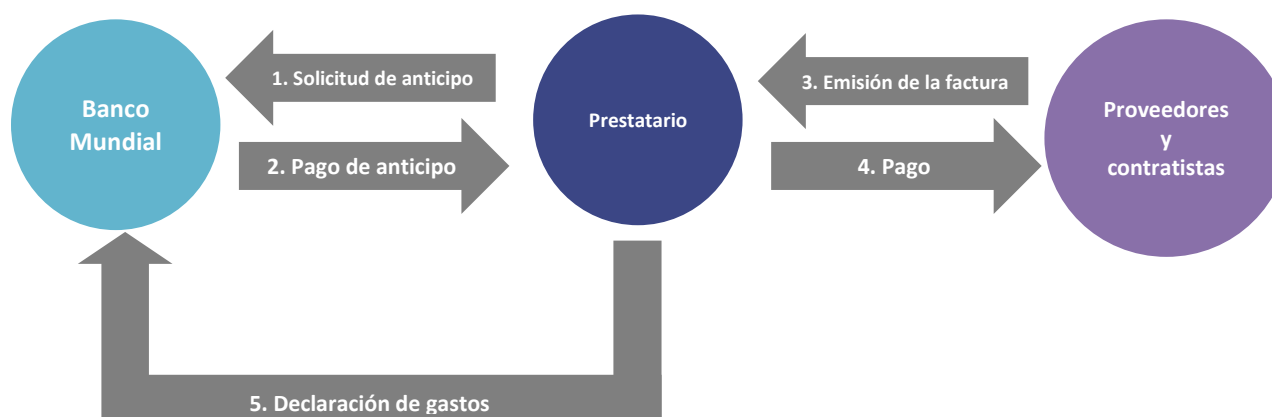 Banco
Mundial
1. Solicitud de anticipo
2. Pago de anticipo
Prestatario
3. Emisión de la factura
4. Pago
Proveedores
y
contratistas
5. Declaración de gastos